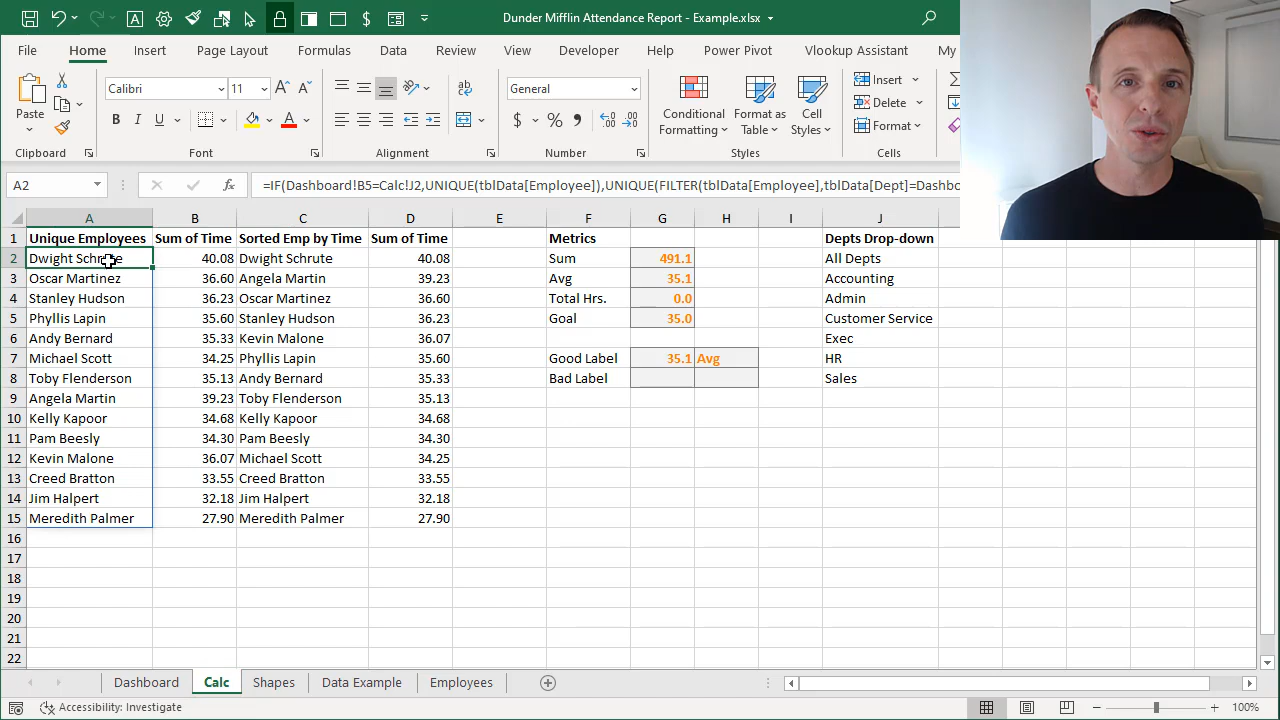 Dunder Mifflin Attendance Report - Example.xlsx
File Home Insert Page Layout Formulas Data Review View Developer Help Power Pivot Vlookup Assistant My
Paste
Calibri 11
General
Conditional Formatting
Format as Table
Cell Styles
Insert
Delete
Format
Clipboard Font Alignment Number Styles Cells
A2 fx =IF(Dashboard!B5=Calc!J2,UNIQUE(tblData[Employee]),UNIQUE(FILTER(tblData[Employee],tblData[Dept]=Dashbo
A B C D E F G H I J
1 Unique Employees Sum of Time Sorted Emp by Time Sum of Time Metrics Depts Drop-down
2 Dwight Schrute 40.08 Dwight Schrute 40.08 Sum 491.1 All Depts
3 Oscar Martinez 36.60 Angela Martin 39.23 Avg 35.1 Accounting
4 Stanley Hudson 36.23 Oscar Martinez 36.60 Total Hrs. 0.0 Admin
5 Phyllis Lapin 35.60 Stanley Hudson 36.23 Goal 35.0 Customer Service
6 Andy Bernard 35.33 Kevin Malone 36.07 Exec
7 Michael Scott 34.25 Phyllis Lapin 35.60 Good Label 35.1 Avg HR
8 Toby Flenderson 35.13 Andy Bernard 35.33 Bad Label Sales
9 Angela Martin 39.23 Toby Flenderson 35.13
10 Kelly Kapoor 34.68 Kelly Kapoor 34.68
11 Pam Beesly 34.30 Pam Beesly 34.30
12 Kevin Malone 36.07 Michael Scott 34.25
13 Creed Bratton 33.55 Creed Bratton 33.55
14 Jim Halpert 32.18 Jim Halpert 32.18
15 Meredith Palmer 27.90 Meredith Palmer 27.90
16
17
18
19
20
21
22
Dashboard Calc Shapes Data Example Employees
Accessibility: Investigate 100%